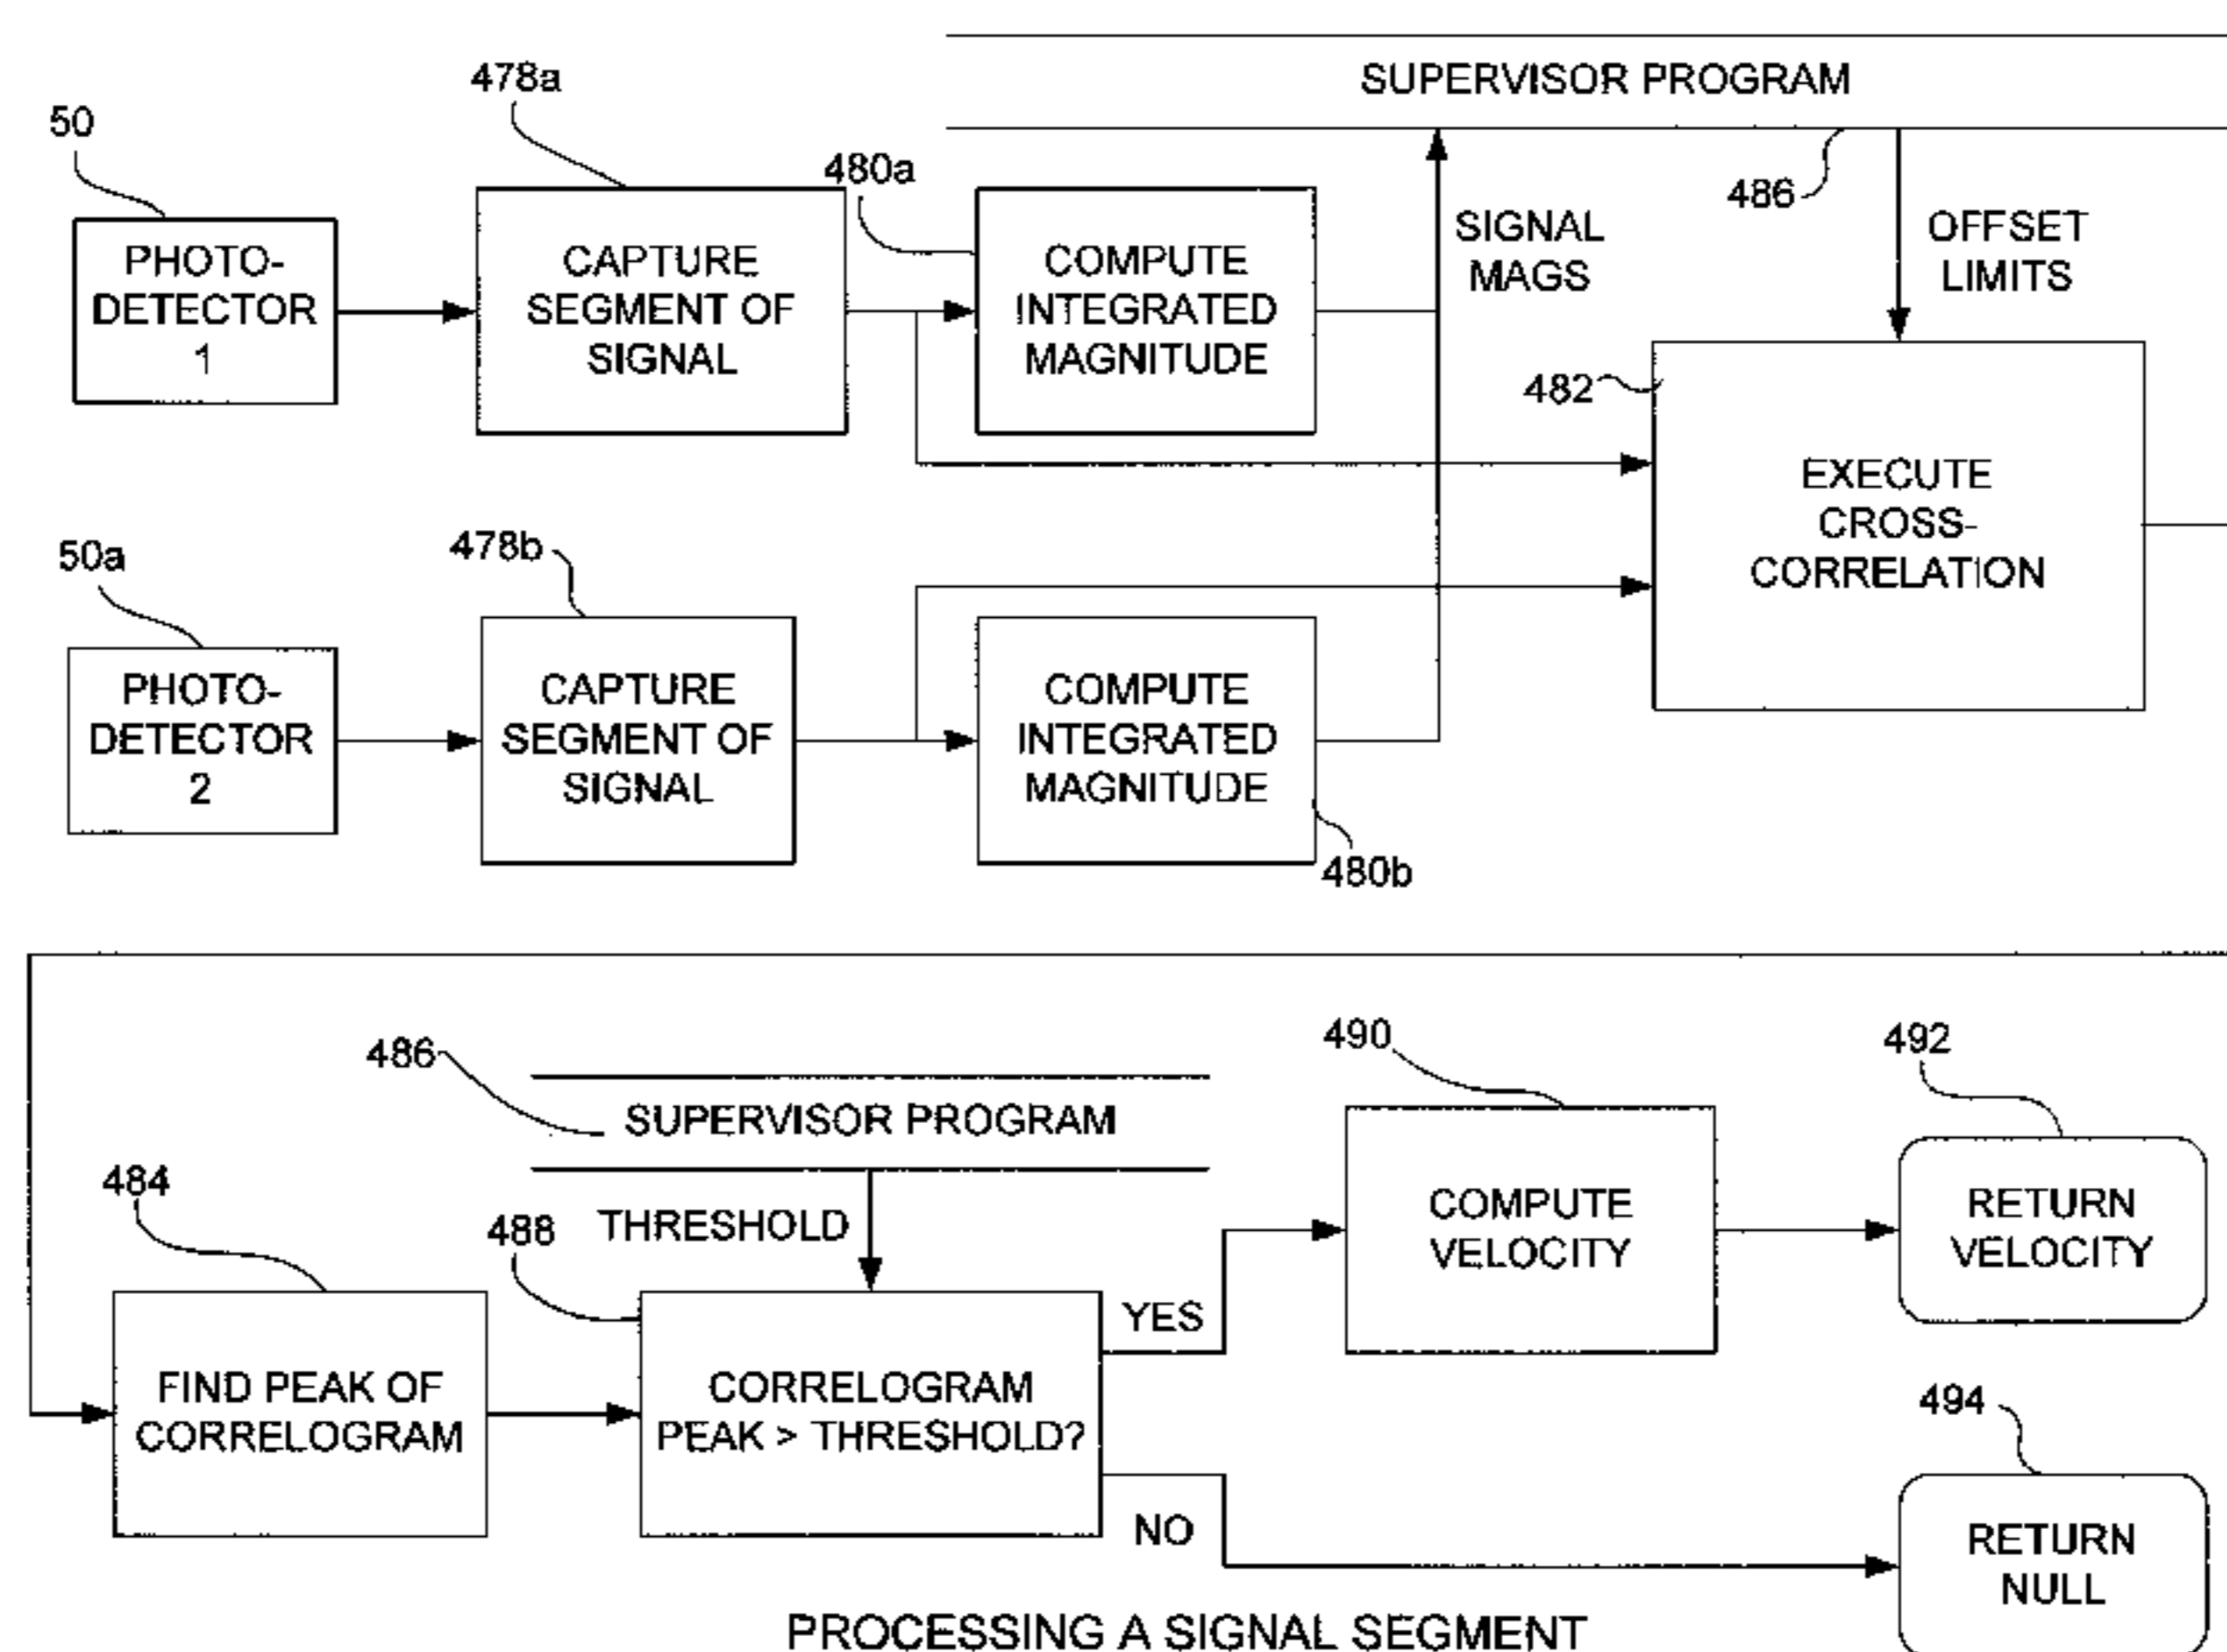 SUPERVISOR PROGRAM
478a
50
480a
486
PHOTO-
DETECTOR
1
CAPTURE
SEGMENT OF
SIGNAL
COMPUTE
INTEGRATED
MAGNITUDE
SIGNAL
MAGS
OFFSET
LIMITS
482
EXECUTE
CROSS-
CORRELATION
50a
478b
PHOTO-
DETECTOR
2
CAPTURE
SEGMENT OF
SIGNAL
COMPUTE
INTEGRATED
MAGNITUDE
480b
486
SUPERVISOR PROGRAM
490
492
484
488
THRESHOLD
COMPUTE
VELOCITY
RETURN
VELOCITY
YES
FIND PEAK OF
CORRELOGRAM
CORRELOGRAM
PEAK > THRESHOLD?
494
NO
RETURN
NULL
PROCESSING A SIGNAL SEGMENT